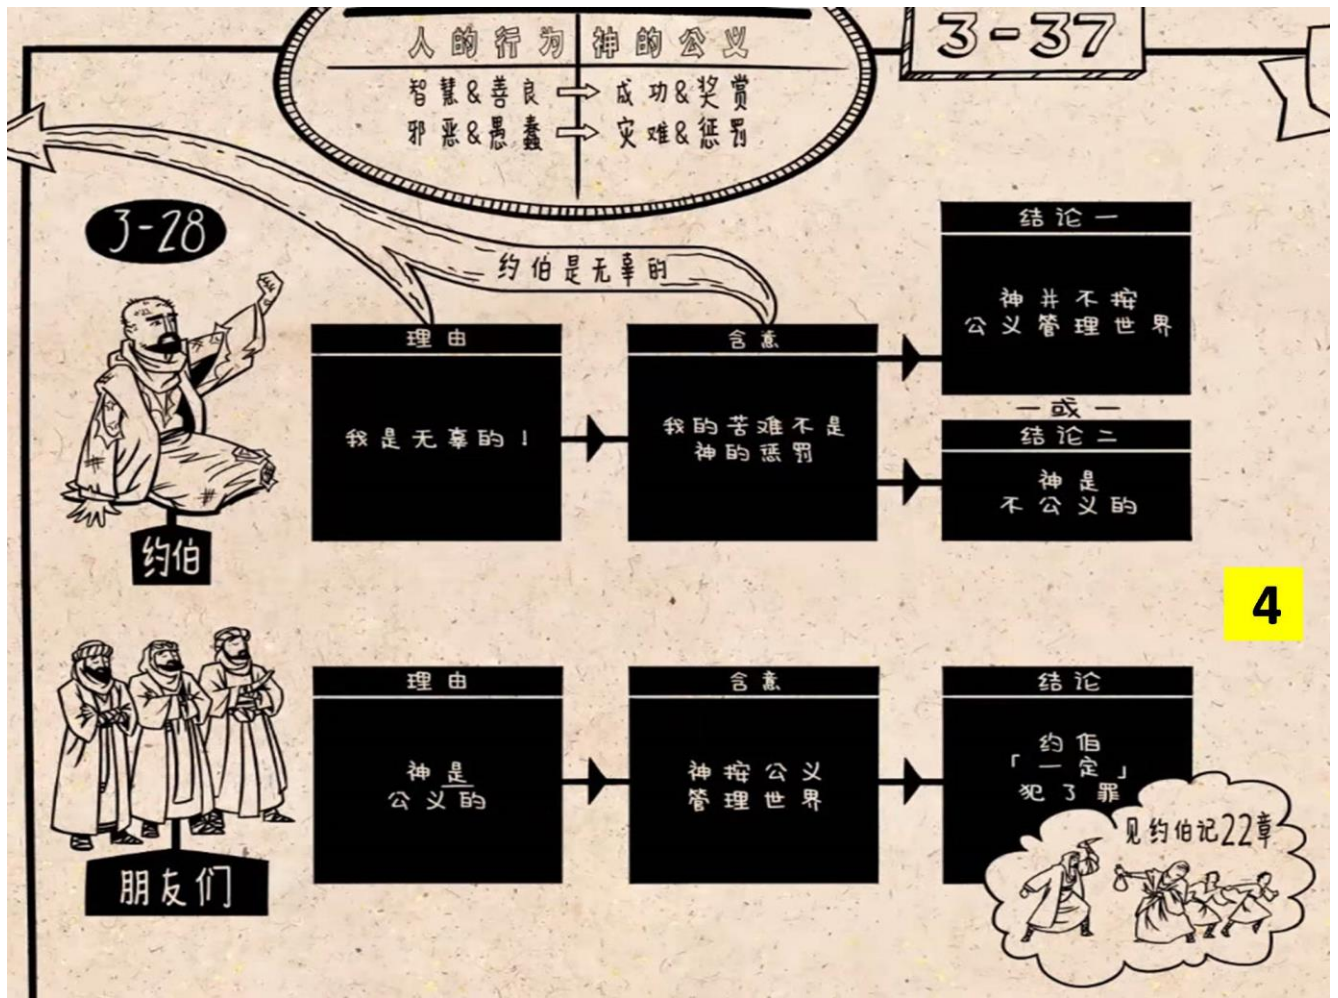 人的行为 神的公义
3-37
智慧&善良 ⇨ 成功&奖赏
邪恶&愚蠢 ⇨ 灾难&惩罚
3-28
约伯是无辜的
理由
我是无辜的！
含意
我的苦难不是
神的惩罚
结论一
神并不按
公义管理世界
一或一
结论二
神是
不公义的
约伯
4
理由
神是
公义的
含意
神按公义
管理世界
结论
约伯
「一定」
犯了罪
见约伯记22章
朋友们